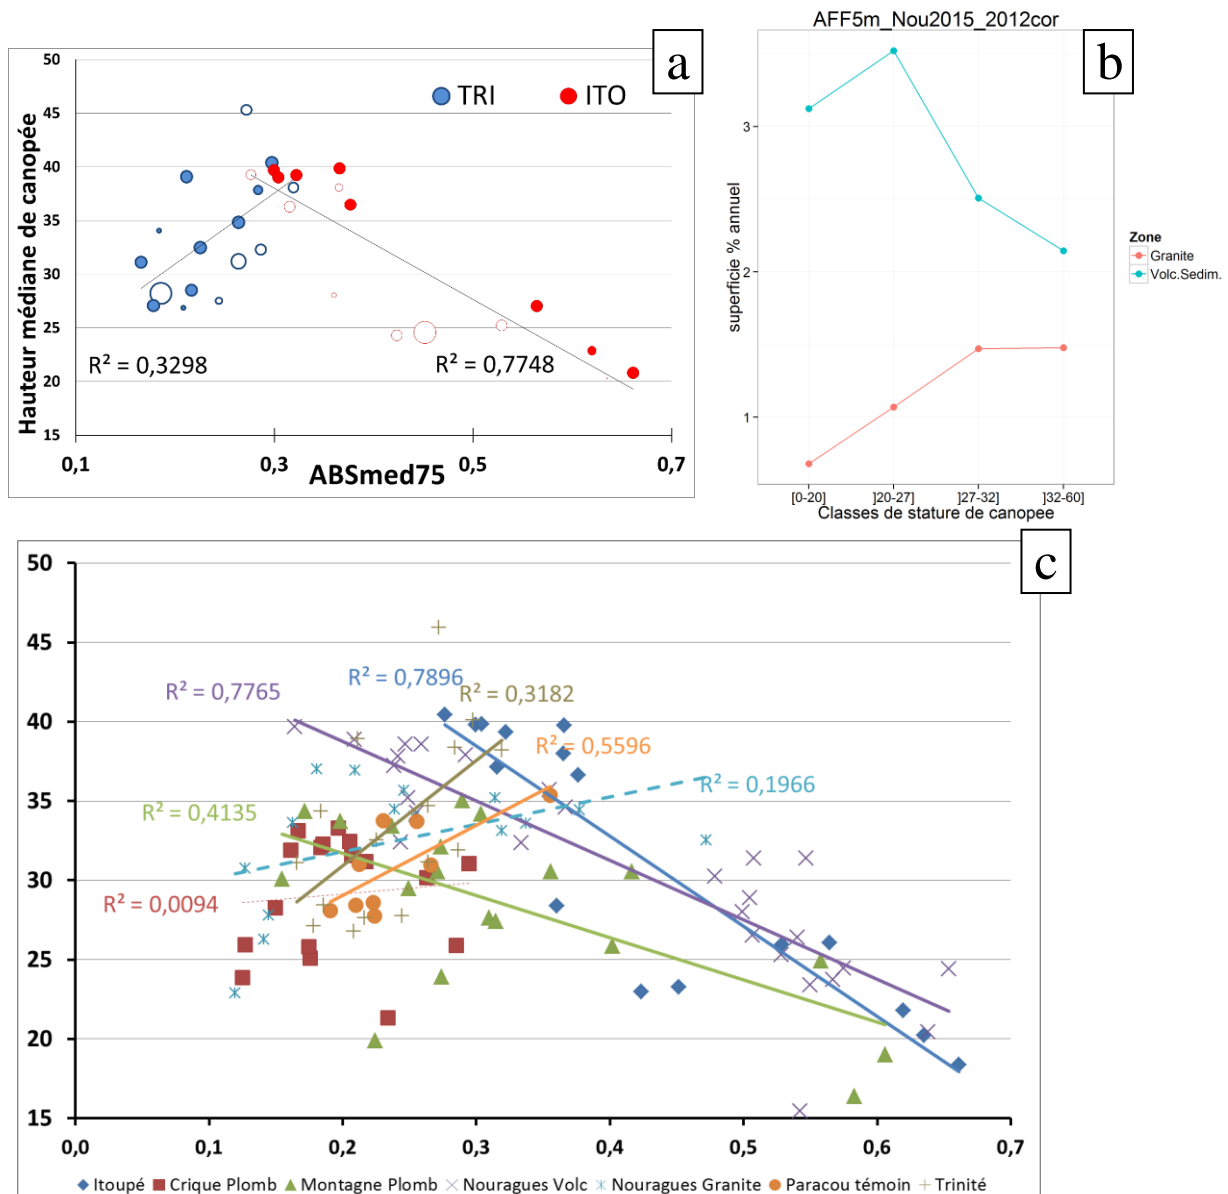 a
50
45
40
35
30
25
20
15
Hauteur médiane de canopée
TRI ITO
R² = 0,3298
R² = 0,7748
0,1 0,3 0,5 0,7
ABSmed75
AFF5m_Nou2015_2012cor
b
3
2
1
superficie % annuel
[0-20] ]20-27] ]27-32] ]32-60]
Classes de stature de canopee
Zone
Granite
Volc.Sedim.
c
50
45
40
35
30
25
20
15
R² = 0,7765
R² = 0,7896
R² = 0,3182
R² = 0,5596
R² = 0,1966
R² = 0,4135
R² = 0,0094
0,0 0,1 0,2 0,3 0,4 0,5 0,6 0,7
Itoupé Crique Plomb Montagne Plomb Nouragues Volc Nouragues Granite Paracou témoin Trinité